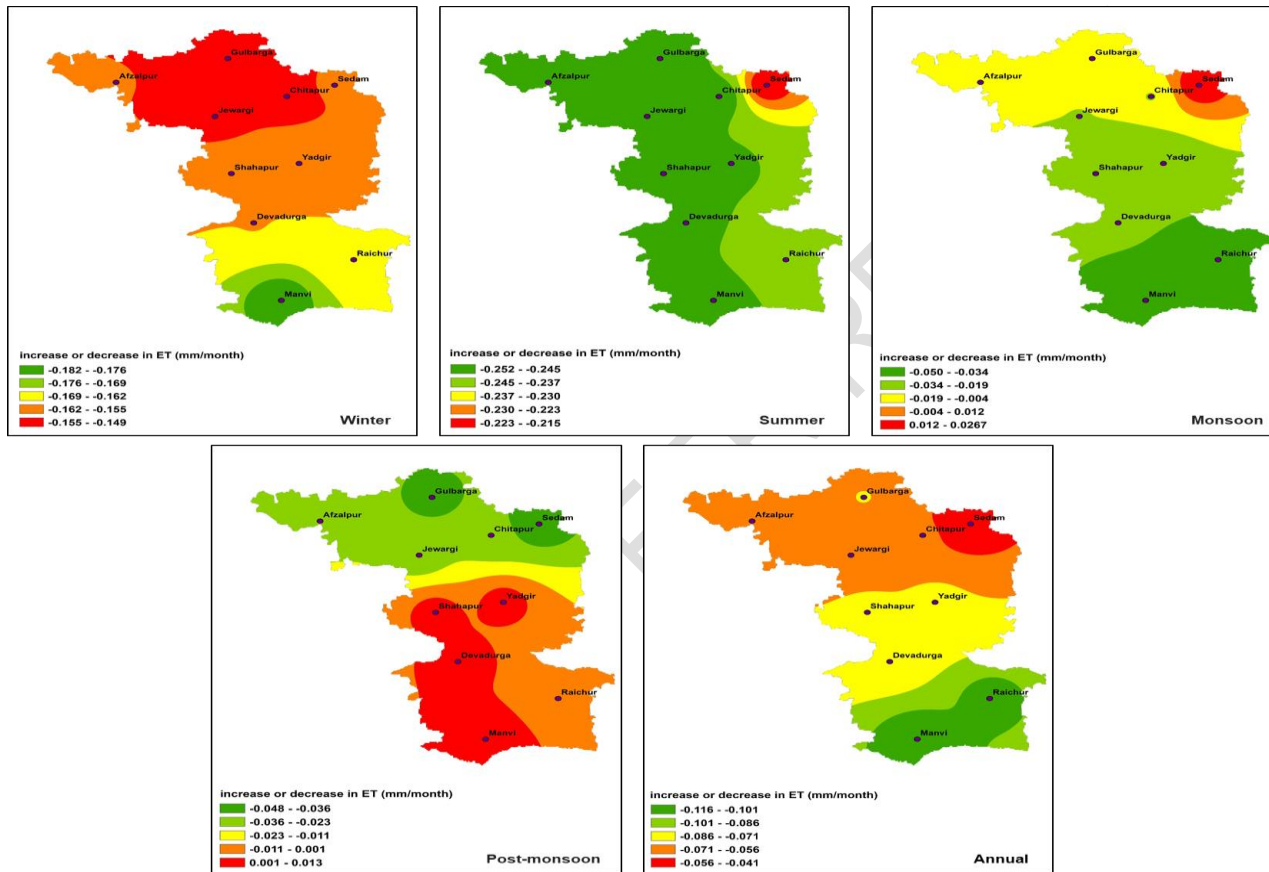 Gulbarga
Afzalpur
Sedam
Chitapur
Jewargi
Yadgir
Shahapur
Devadurga
Raichur
Manvi
increase or decrease in ET (mm/month)
-0.182 - -0.176
-0.176 - -0.169
-0.169 - -0.162
-0.162 - -0.155
-0.155 - -0.149
Winter
Gulbarga
Afzalpur
Sedam
Chitapur
Jewargi
Yadgir
Shahapur
Devadurga
Raichur
Manvi
increase or decrease in ET (mm/month)
-0.252 - -0.245
-0.245 - -0.237
-0.237 - -0.230
-0.230 - -0.223
-0.223 - -0.215
Summer
Gulbarga
Afzalpur
Sedam
Chitapur
Jewargi
Yadgir
Shahapur
Devadurga
Raichur
Manvi
increase or decrease in ET (mm/month)
-0.050 - -0.034
-0.034 - -0.019
-0.019 - -0.004
-0.004 - 0.012
0.012 - 0.0267
Monsoon
Gulbarga
Afzalpur
Sedam
Chitapur
Jewargi
Yadgir
Shahapur
Devadurga
Raichur
Manvi
increase or decrease in ET (mm/month)
-0.048 - -0.036
-0.036 - -0.023
-0.023 - -0.011
-0.011 - 0.001
0.001 - 0.013
Post-monsoon
Gulbarga
Afzalpur
Sedam
Chitapur
Jewargi
Yadgir
Shahapur
Devadurga
Raichur
Manvi
increase or decrease in ET (mm/month)
-0.116 - -0.101
-0.101 - -0.086
-0.086 - -0.071
-0.071 - -0.056
-0.056 - -0.041
Annual